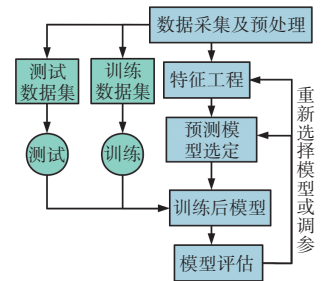 数据采集及预处理
测试
数据集
训练
数据集
特征工程
测试
训练
预测模
型选定
重新选择模型或调参
训练后模型
模型评估